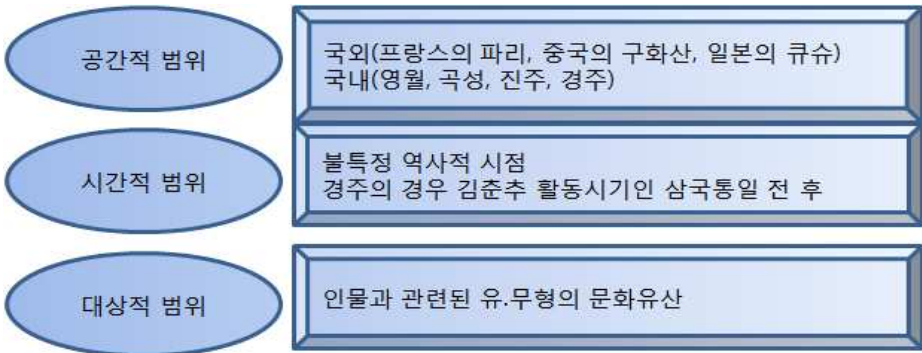 공간적 범위
국외(프랑스의 파리, 중국의 구화산, 일본의 큐슈)
국내(영월, 곡성, 진주, 경주)
시간적 범위
불특정 역사적 시점
경주의 경우 김춘추 활동시기인 삼국통일 전 후
대상적 범위
인물과 관련된 유.무형의 문화유산